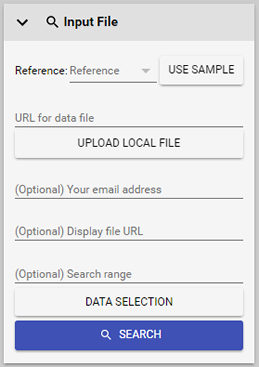 Input File
Reference: Reference USE SAMPLE
URL for data file
UPLOAD LOCAL FILE
(Optional) Your email address
(Optional) Display file URL
(Optional) Search range
DATA SELECTION
SEARCH